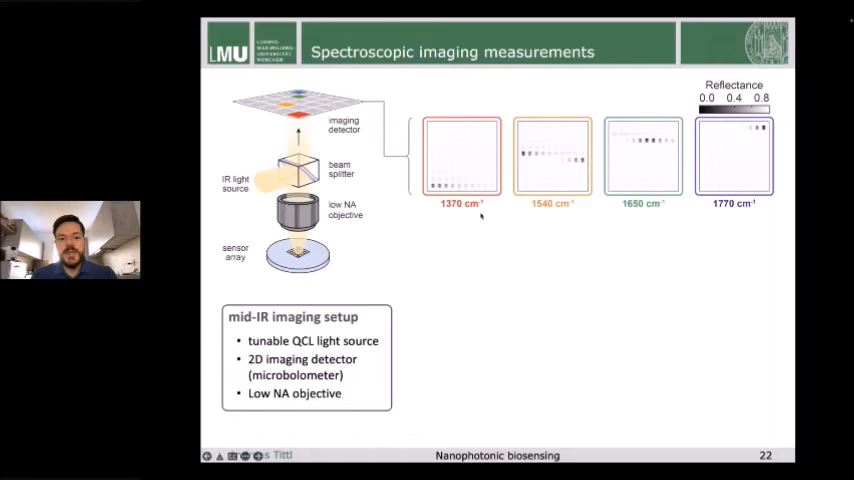 LMU
LUDWIG-
MAXIMILIANS-
UNIVERSITÄT
MÜNCHEN
Spectroscopic imaging measurements
imaging
detector
beam
splitter
IR light
source
low NA
objective
sensor
array
Reflectance
0.0 0.4 0.8
1370 cm⁻¹
1540 cm⁻¹
1650 cm⁻¹
1770 cm⁻¹
mid-IR imaging setup
• tunable QCL light source
• 2D imaging detector
(microbolometer)
• Low NA objective
Tittl
Nanophotonic biosensing
22